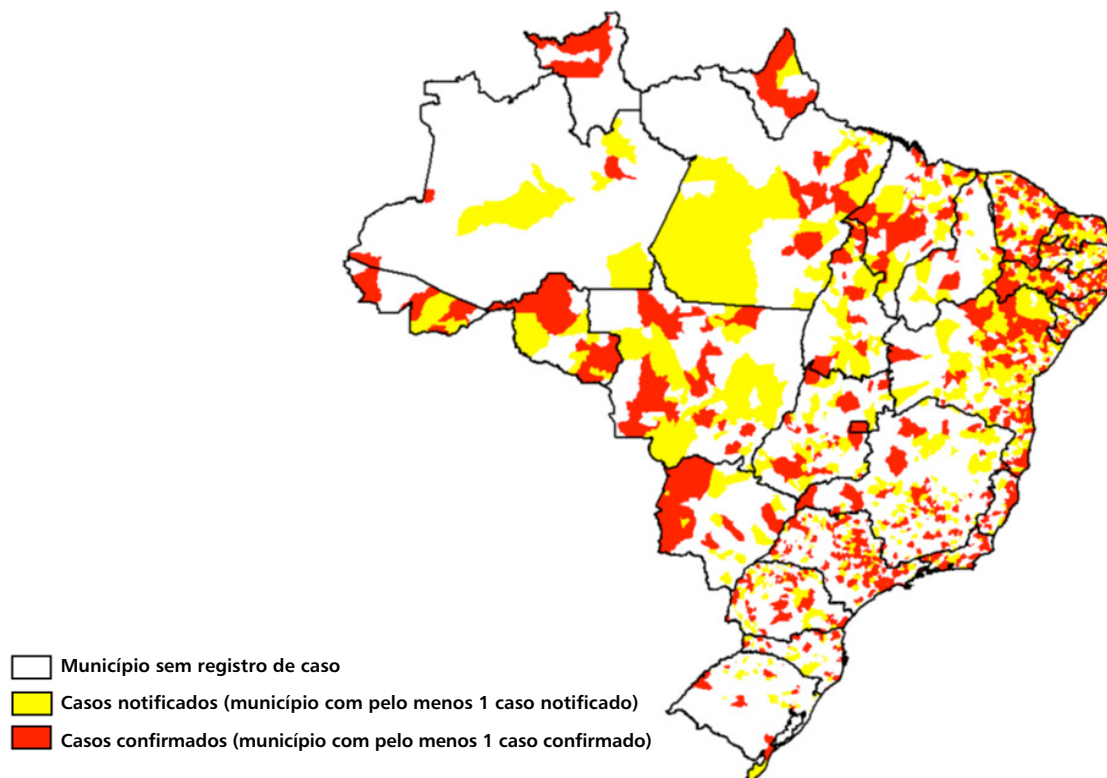 Município sem registro de caso
Casos notificados (município com pelo menos 1 caso notificado)
Casos confirmados (município com pelo menos 1 caso confirmado)